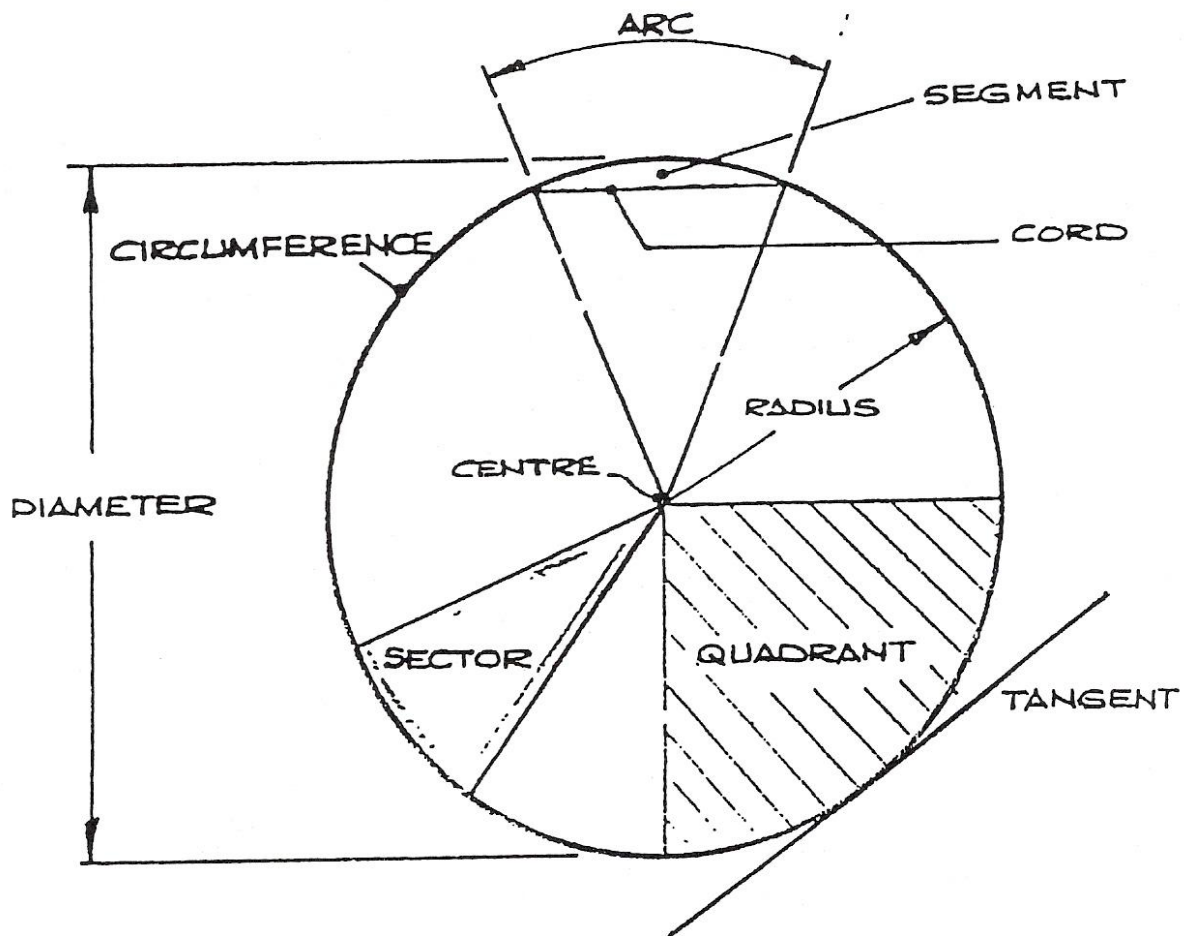 ARC
SEGMENT
CORD
CIRCUMFERENCE
RADIUS
CENTRE
DIAMETER
SECTOR
QUADRANT
TANGENT